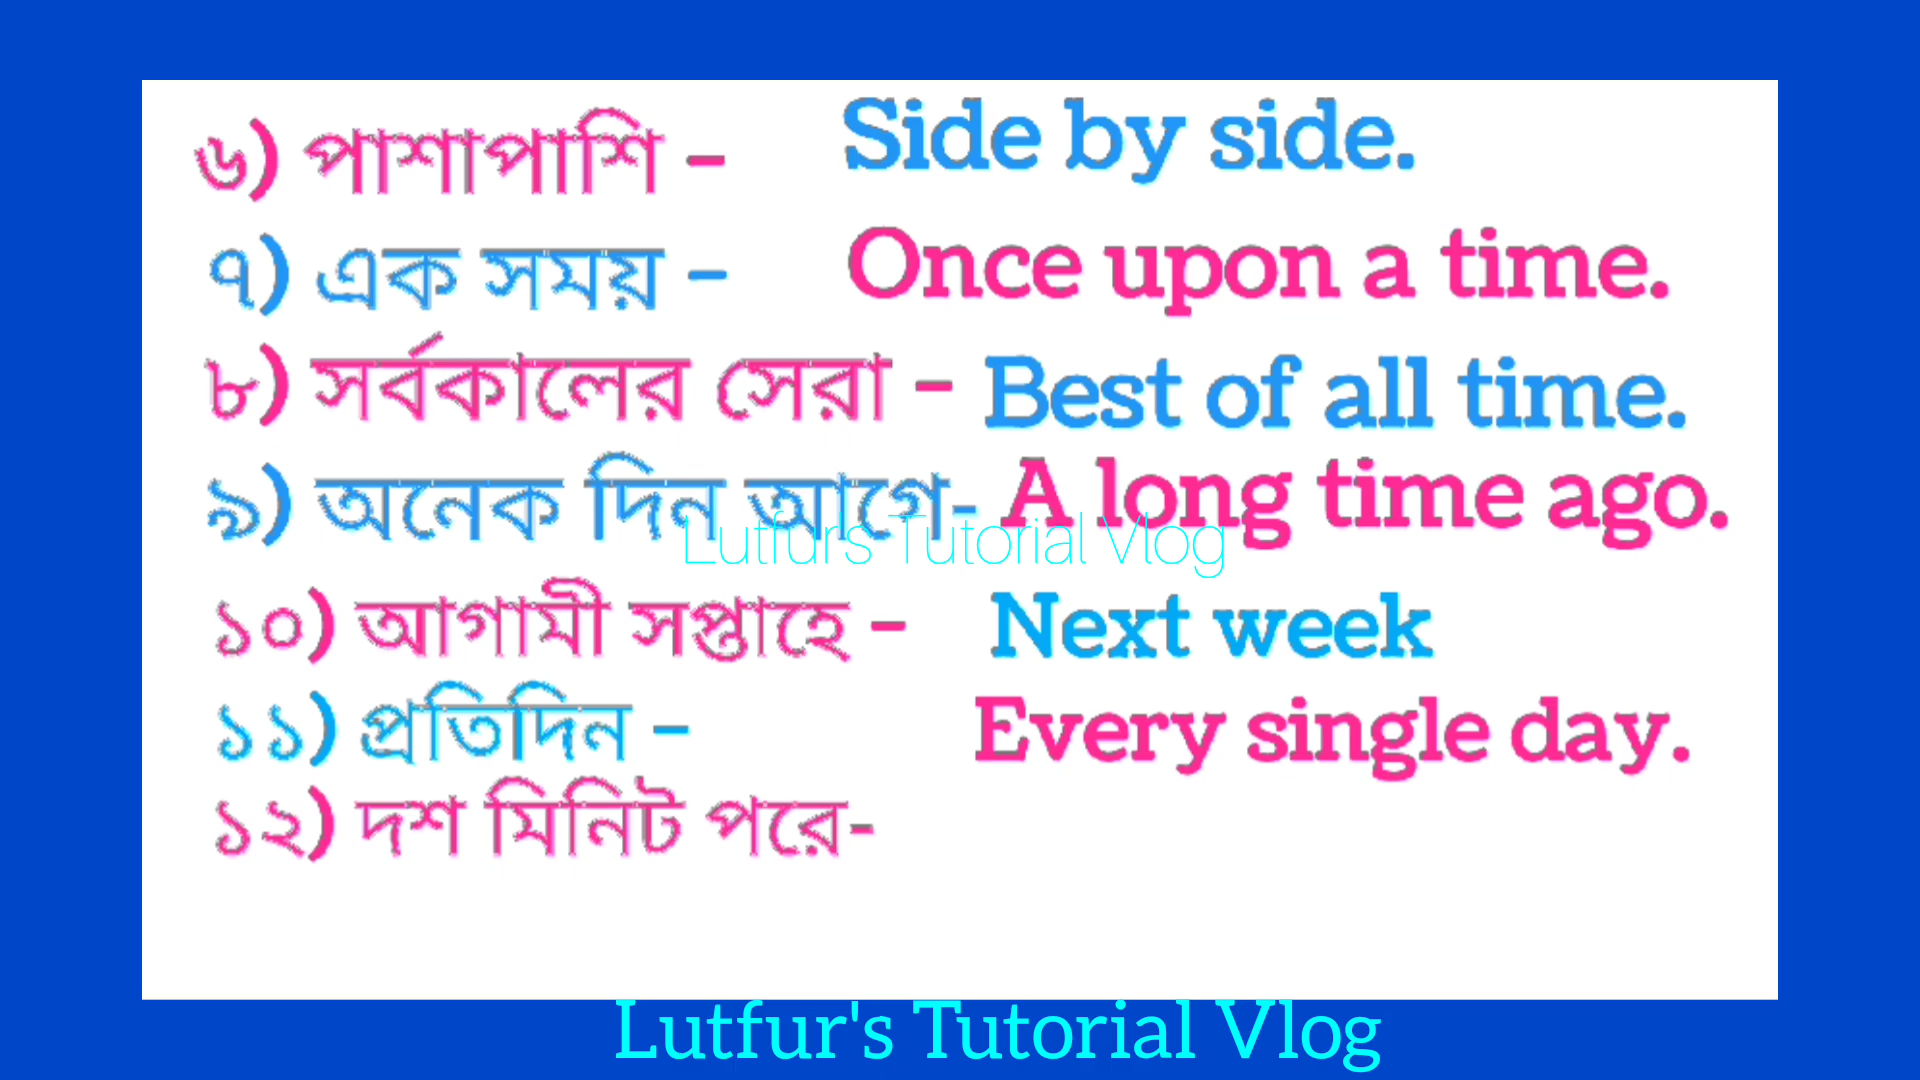 ৬) পাশাপাশি – Side by side.
৭) এক সময় – Once upon a time.
৮) সর্বকালের সেরা – Best of all time.
৯) অনেক দিন আগে- A long time ago.
Lutfur's Tutorial Vlog
১০) আগামী সপ্তাহে – Next week
১১) প্রতিদিন – Every single day.
১২) দশ মিনিট পরে-
Lutfur's Tutorial Vlog